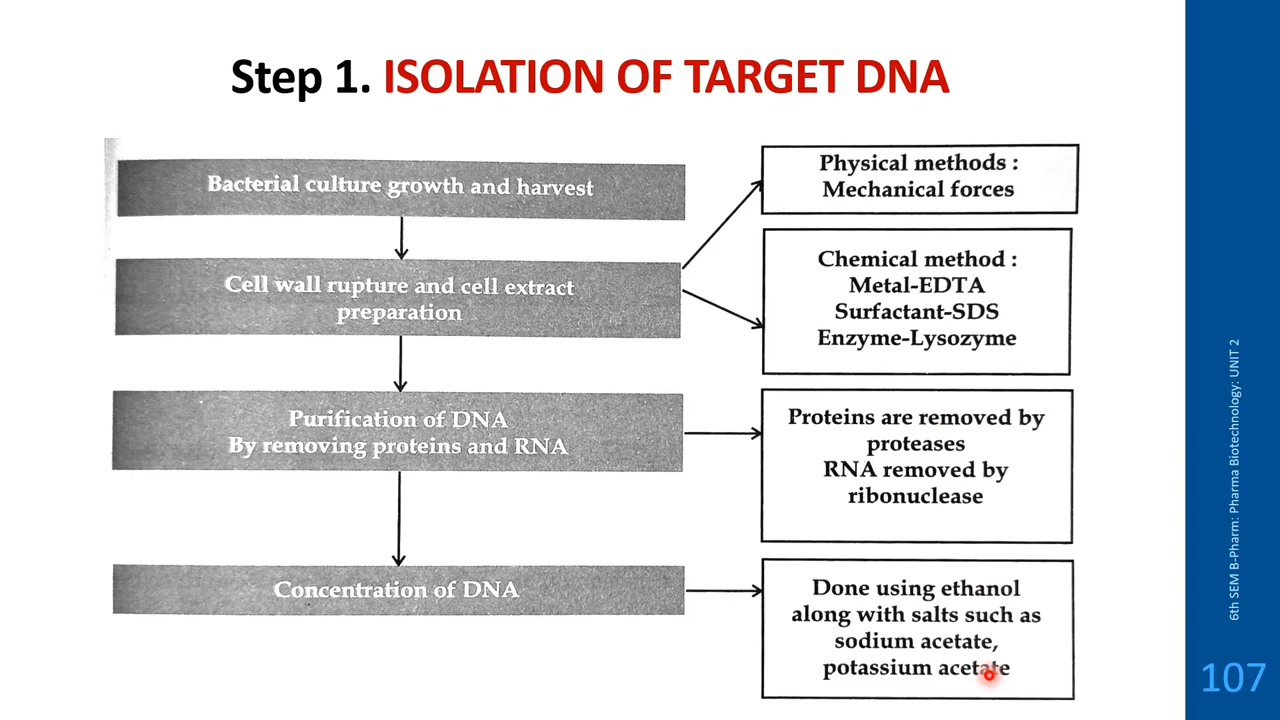 Step 1. ISOLATION OF TARGET DNA
Bacterial culture growth and harvest
Physical methods :
Mechanical forces
Cell wall rupture and cell extract
preparation
Chemical method :
Metal-EDTA
Surfactant-SDS
Enzyme-Lysozyme
Purification of DNA
By removing proteins and RNA
Proteins are removed by
proteases
RNA removed by
ribonuclease
Concentration of DNA
Done using ethanol
along with salts such as
sodium acetate,
potassium acetate
6th SEM B-Pharm: Pharma Biotechnology: UNIT 2
107